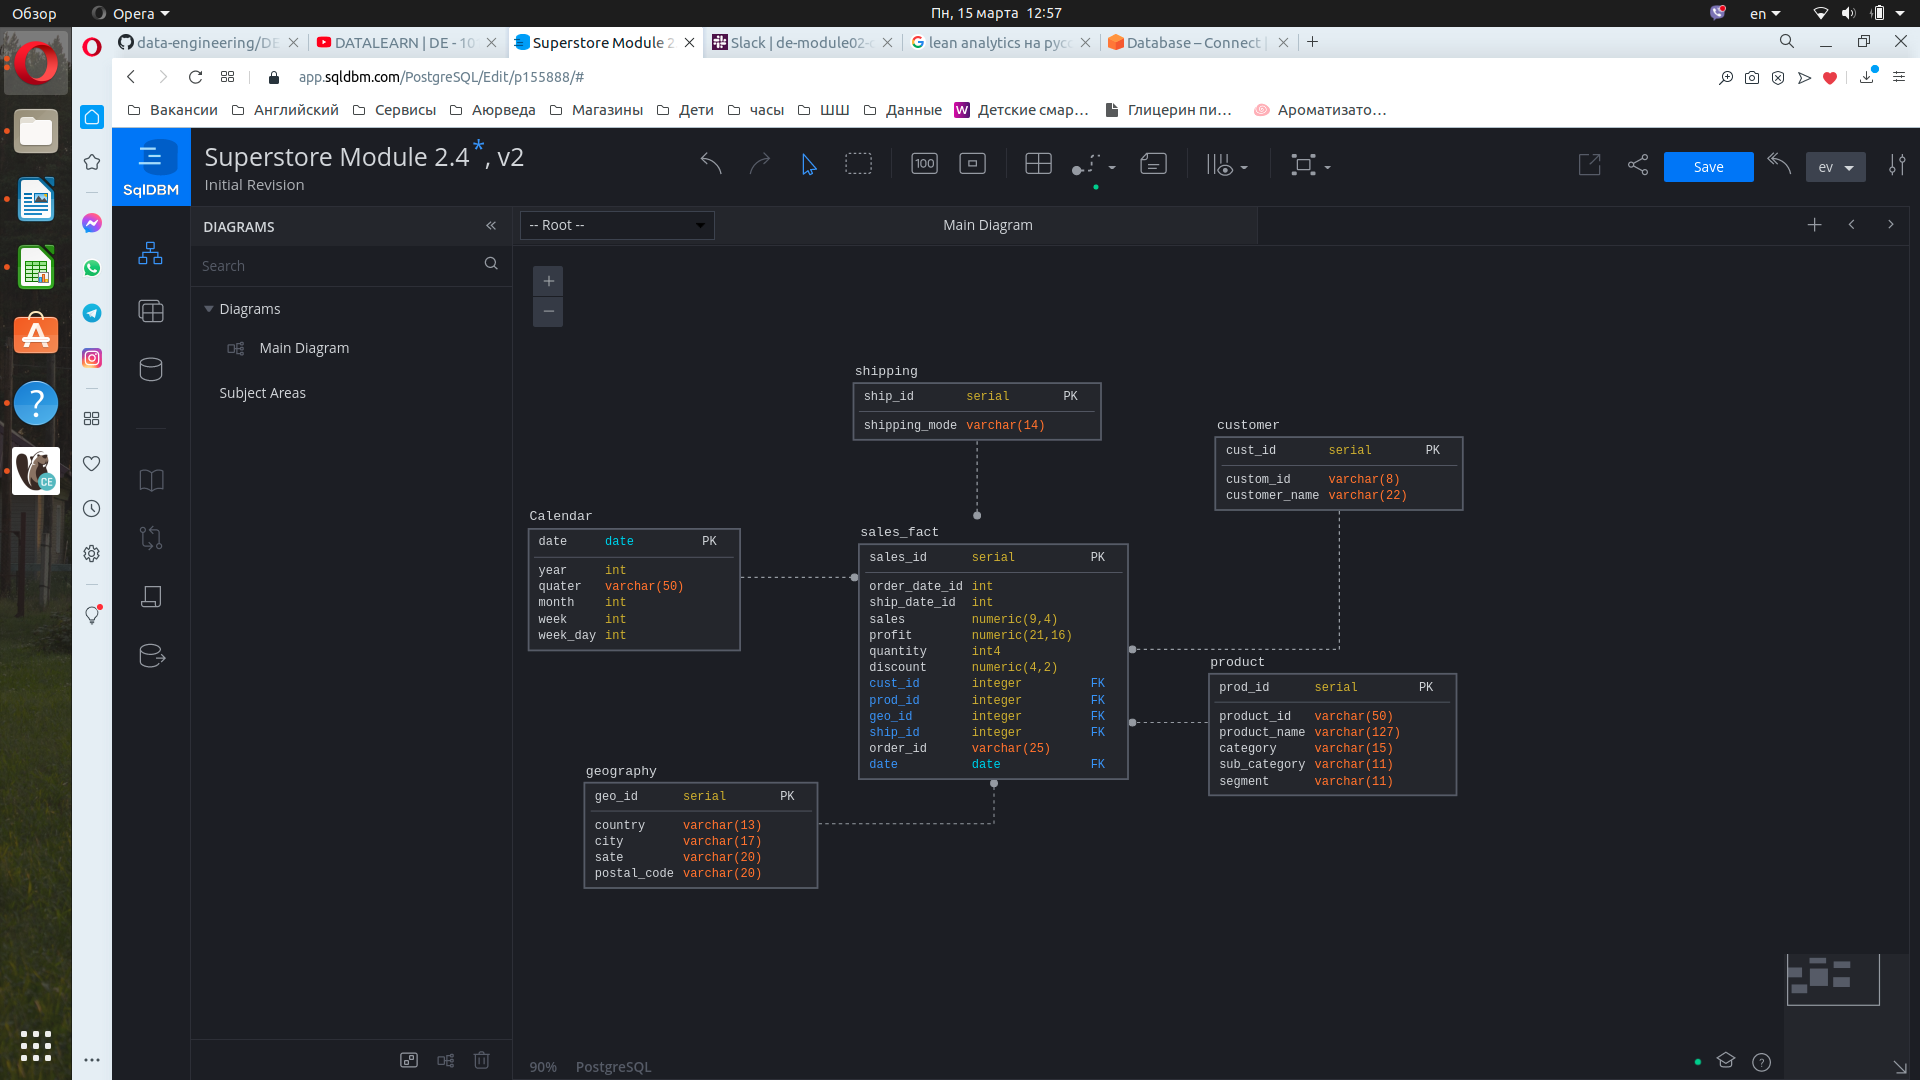 Обзор
Opera
Пн, 15 марта 12:57
en
data-engineering/DE
DATALEARN | DE - 10
Superstore Module 2
Slack | de-module02-c
lean analytics на русс
Database – Connect |
app.sqldbm.com/PostgreSQL/Edit/p155888/#
Вакансии
Английский
Сервисы
Аюрведа
Магазины
Дети
часы
ШШ
Данные
W Детские смар…
Глицерин пи…
Ароматизато…
SqlDBM
Superstore Module 2.4*, v2
Initial Revision
100
Save
ev
DIAGRAMS
-- Root --
Main Diagram
Search
Diagrams
Main Diagram
Subject Areas
shipping
ship_id serial PK
shipping_mode varchar(14)
customer
cust_id serial PK
custom_id varchar(8)
customer_name varchar(22)
Calendar
date date PK
year int
quater varchar(50)
month int
week int
week_day int
sales_fact
sales_id serial PK
order_date_id int
ship_date_id int
sales numeric(9,4)
profit numeric(21,16)
quantity int4
discount numeric(4,2)
cust_id integer FK
prod_id integer FK
geo_id integer FK
ship_id integer FK
order_id varchar(25)
date date FK
product
prod_id serial PK
product_id varchar(50)
product_name varchar(127)
category varchar(15)
sub_category varchar(11)
segment varchar(11)
geography
geo_id serial PK
country varchar(13)
city varchar(17)
sate varchar(20)
postal_code varchar(20)
CE
90% PostgreSQL